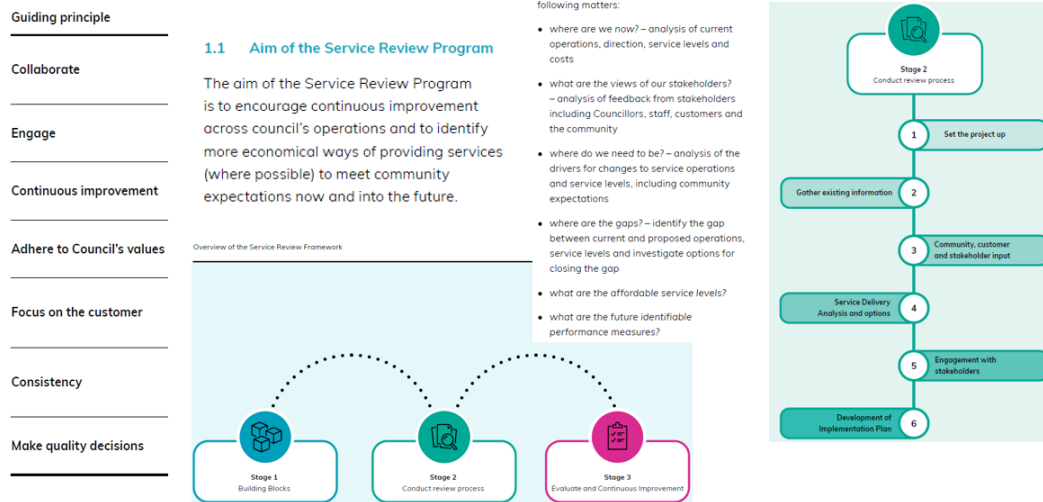 Guiding principle
Collaborate
Engage
Continuous improvement
Adhere to Council's values
Focus on the customer
Consistency
Make quality decisions
1.1 Aim of the Service Review Program
The aim of the Service Review Program
is to encourage continuous improvement
across council's operations and to identify
more economical ways of providing services
(where possible) to meet community
expectations now and into the future.
Overview of the Service Review Framework
Stage 1
Building Blocks
Stage 2
Conduct review process
Stage 3
Evaluate and Continuous Improvement
following matters:
• where are we now? – analysis of current
operations, direction, service levels and
costs
• what are the views of our stakeholders?
– analysis of feedback from stakeholders
including Councillors, staff, customers and
the community
• where do we need to be? – analysis of the
drivers for changes to service operations
and service levels, including community
expectations
• where are the gaps? – identify the gap
between current and proposed operations,
service levels and investigate options for
closing the gap
• what are the affordable service levels?
• what are the future identifiable
performance measures?
Stage 2
Conduct review process
1 Set the project up
Gather existing information 2
3 Community, customer
and stakeholder input
Service Delivery
Analysis and options 4
5 Engagement with
stakeholders
Development of
Implementation Plan 6